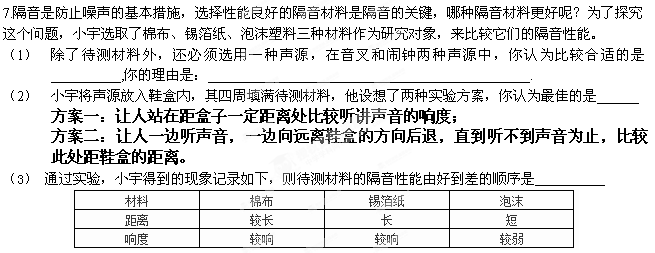 7.隔音是防止噪声的基本措施，选择性能良好的隔音材料是隔音的关键，哪种隔音材料更好呢？为了探究
这个问题，小宇选取了棉布、锡箔纸、泡沫塑料三种材料作为研究对象，来比较它们的隔音性能。
（1） 除了待测材料外，还必须选用一种声源，在音叉和闹钟两种声源中，你认为比较合适的是
__________,你的理由是：____________________.
（2） 小宇将声源放入鞋盒内，其四周填满待测材料，他设想了两种实验方案，你认为最佳的是______
方案一：让人站在距盒子一定距离处比较听讲声音的响度；
方案二：让人一边听声音，一边向远离鞋盒的方向后退，直到听不到声音为止，比较
此处距鞋盒的距离。
（3） 通过实验，小宇得到的现象记录如下，则待测材料的隔音性能由好到差的顺序是__________
材料 棉布 锡箔纸 泡沫
距离 较长 长 短
响度 较响 较响 较弱